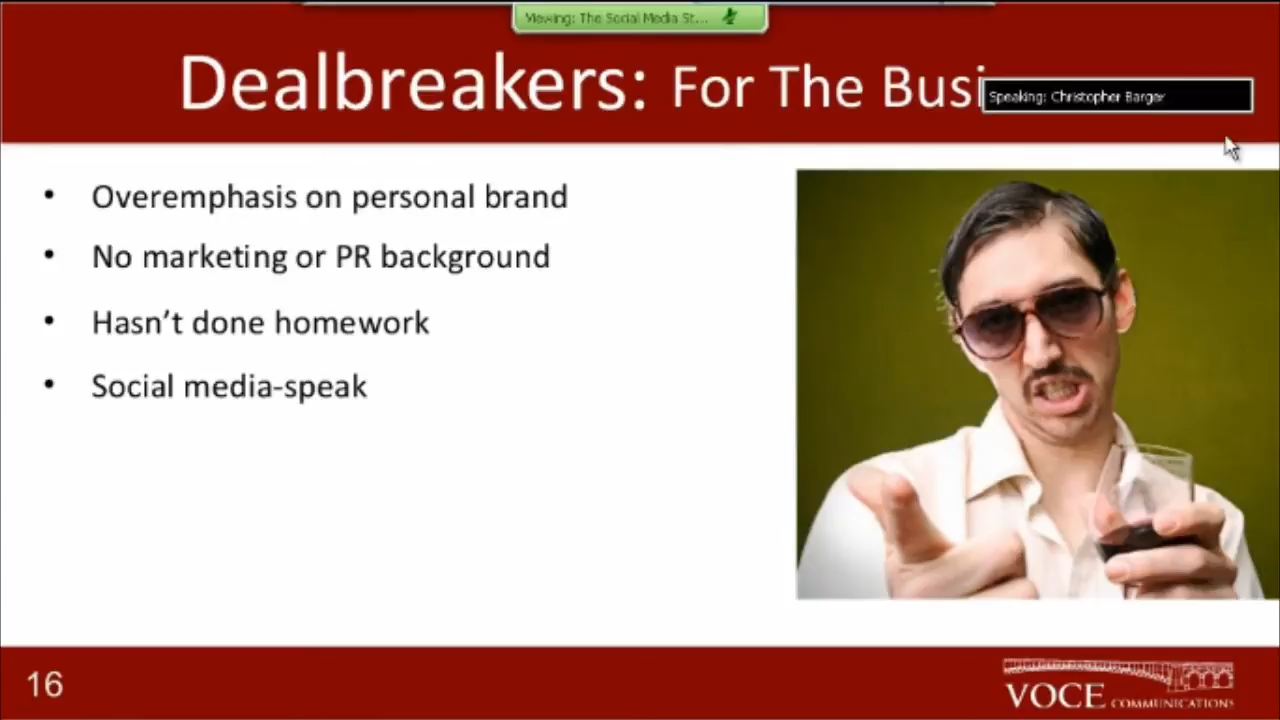 Viewing: The Social Media St...
Dealbreakers: For The Busi
Speaking: Christopher Barger
• Overemphasis on personal brand
• No marketing or PR background
• Hasn’t done homework
• Social media-speak
16
VOCE COMMUNICATIONS